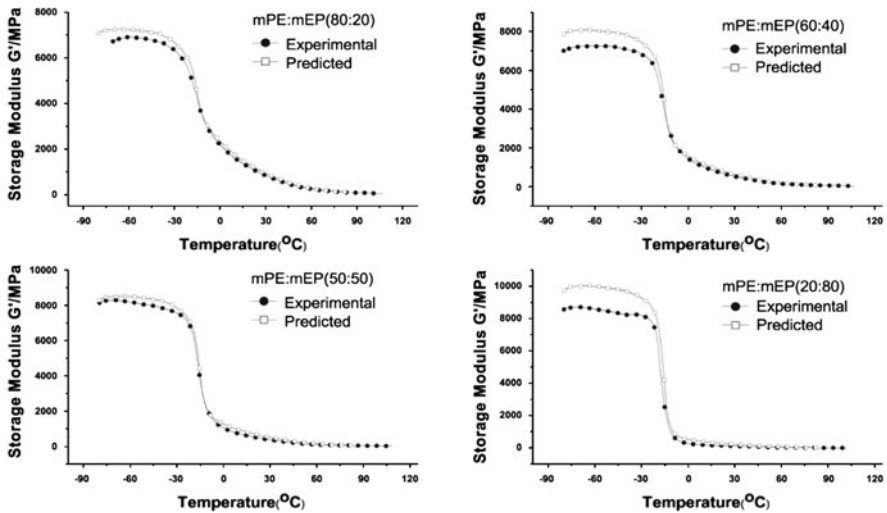 8000
6000
4000
2000
0
Storage Modulus G'/MPa
mPE:mEP(80:20)
Experimental
Predicted
-90 -60 -30 0 30 60 90 120
Temperature(OC)
8000
6000
4000
2000
0
Storage Modulus G'/MPa
mPE:mEP(60:40)
Experimental
Predicted
-90 -60 -30 0 30 60 90 120
Temperature(OC)
10000
8000
6000
4000
2000
0
Storage Modulus G'/MPa
mPE:mEP(50:50)
Experimental
Predicted
-90 -60 -30 0 30 60 90 120
Temperature(OC)
10000
8000
6000
4000
2000
0
Storage Modulus G'/MPa
mPE:mEP(20:80)
Experimental
Predicted
-90 -60 -30 0 30 60 90 120
Temperature(OC)